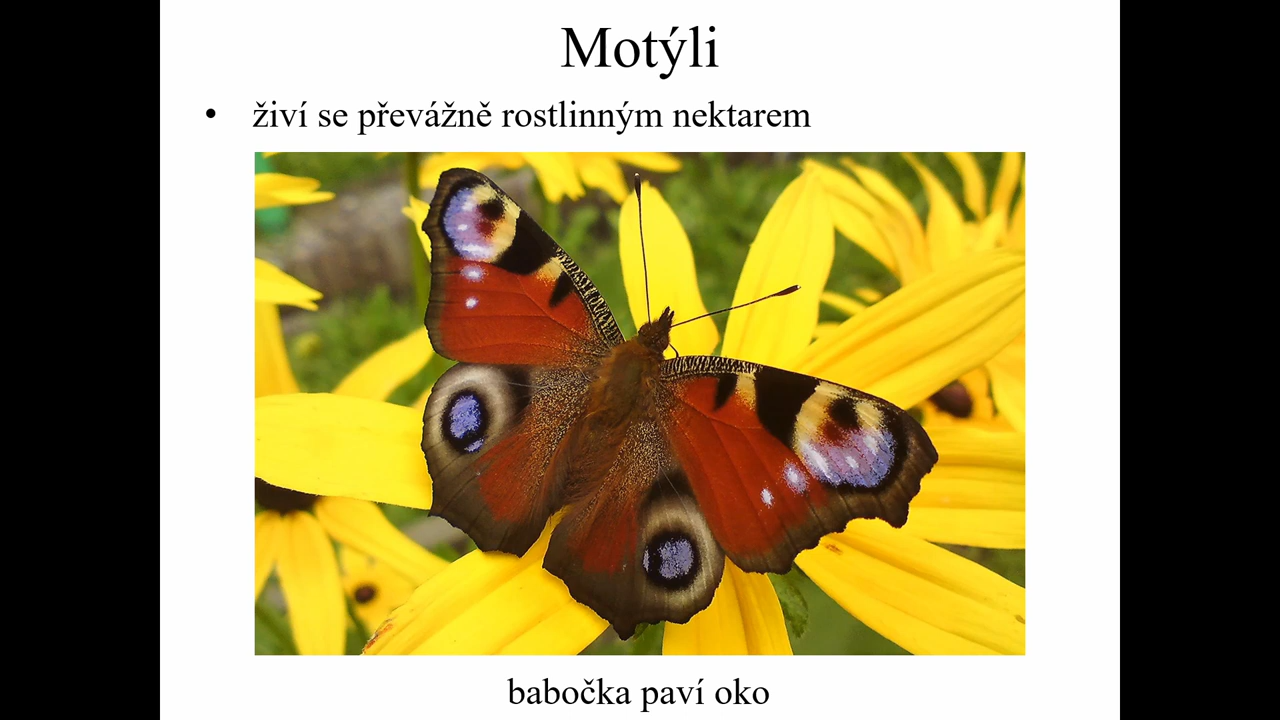 Motýli
• živí se převážně rostlinným nektarem
babočka paví oko